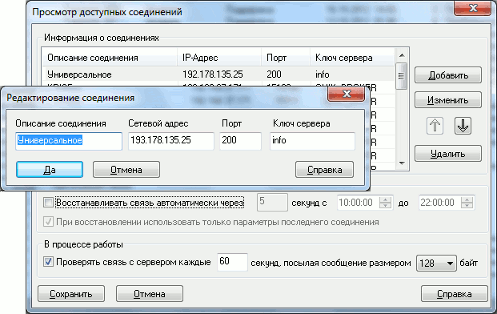 Просмотр доступных соединений
Информация о соединениях
Описание соединения IP-Адрес Порт Ключ сервера
Универсальное 192.178.135.25 200 info
Добавить
Изменить
Удалить
Редактирование соединения
Описание соединения Сетевой адрес Порт Ключ сервера
Универсальное 193.178.135.25 200 info
Да Отмена Справка
Восстанавливать связь автоматически через 5 секунд с 10:00:00 до 22:00:00
При восстановлении использовать только параметры последнего соединения
В процессе работы
Проверять связь с сервером каждые 60 секунд, посылая сообщение размером 128 байт
Сохранить Отмена Справка